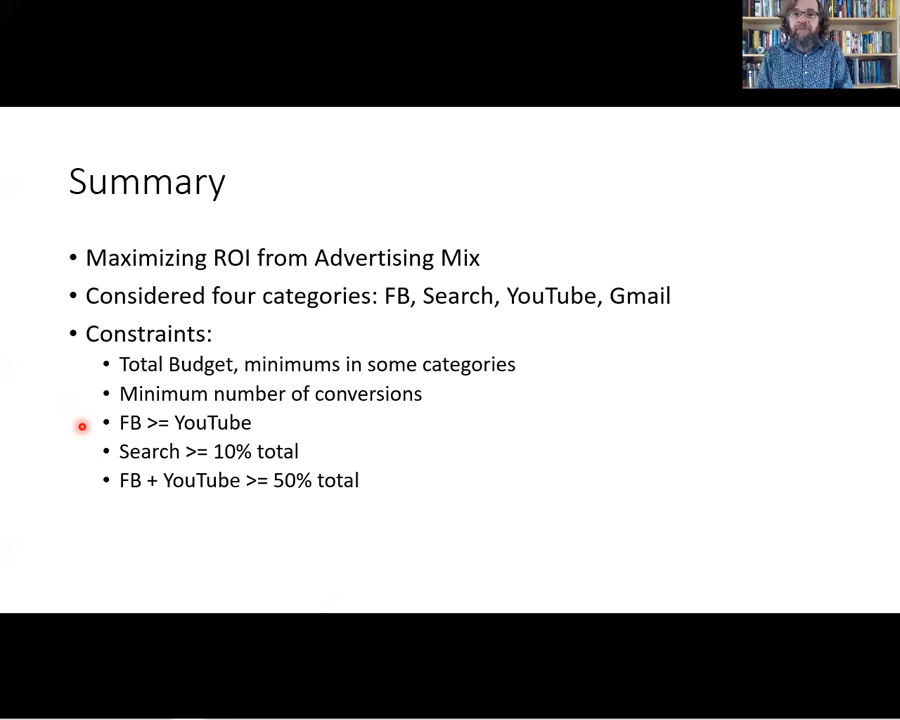 Summary
• Maximizing ROI from Advertising Mix
• Considered four categories: FB, Search, YouTube, Gmail
• Constraints:
• Total Budget, minimums in some categories
• Minimum number of conversions
• FB >= YouTube
• Search >= 10% total
• FB + YouTube >= 50% total